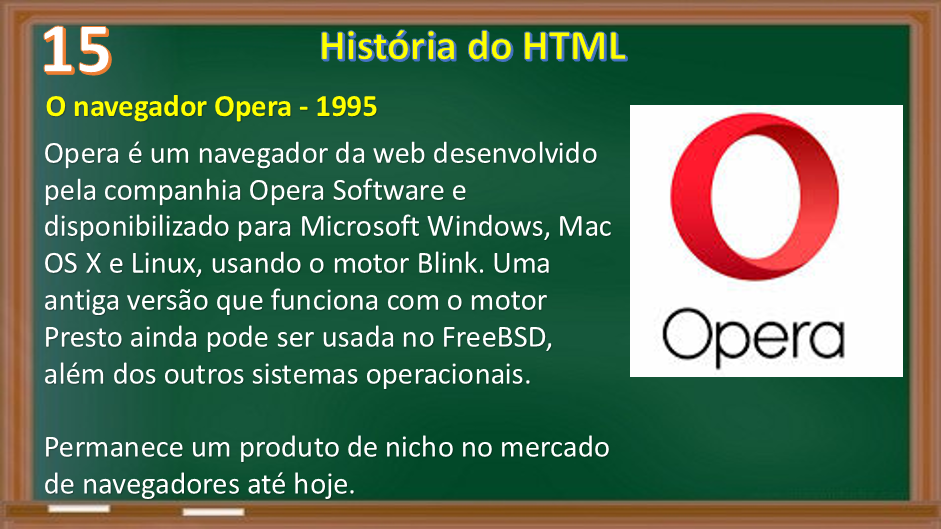 15
História do HTML
O navegador Opera - 1995
Opera é um navegador da web desenvolvido
pela companhia Opera Software e
disponibilizado para Microsoft Windows, Mac
OS X e Linux, usando o motor Blink. Uma
antiga versão que funciona com o motor
Presto ainda pode ser usada no FreeBSD,
além dos outros sistemas operacionais.
Permanece um produto de nicho no mercado
de navegadores até hoje.
Opera